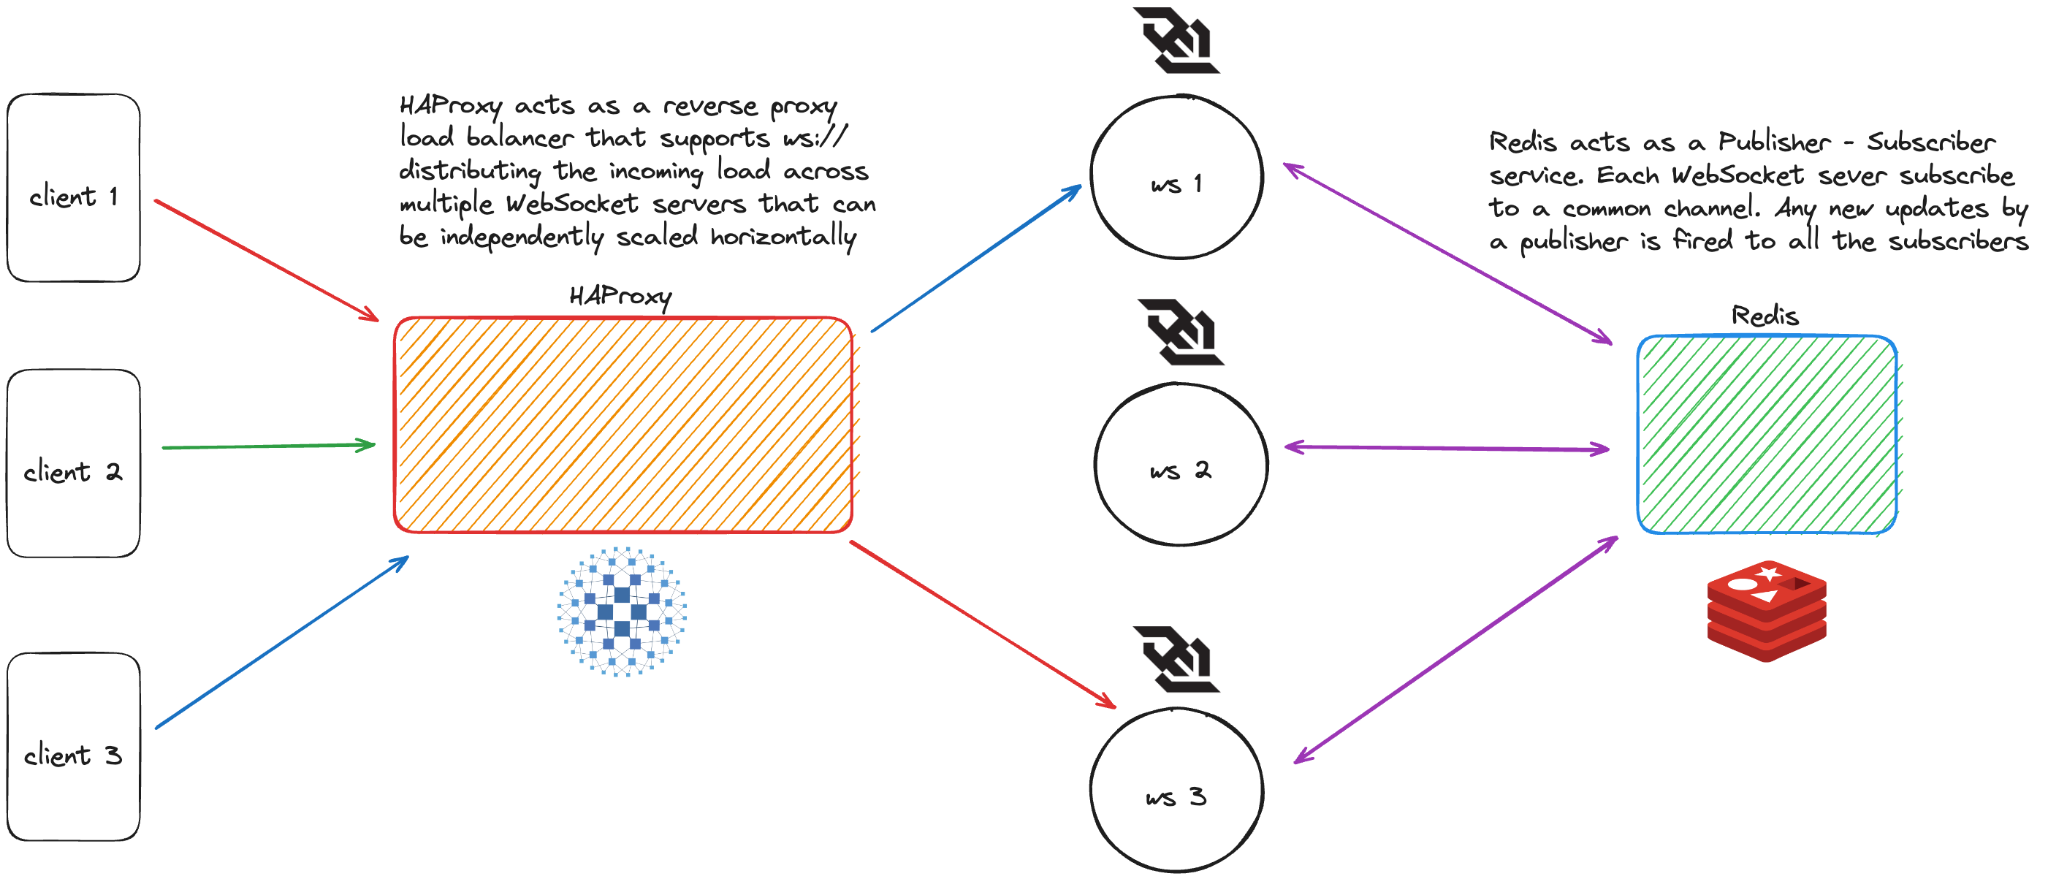 client 1
client 2
client 3
HAProxy acts as a reverse proxy
load balancer that supports ws://
distributing the incoming load across
multiple WebSocket servers that can
be independently scaled horizontally
HAProxy
ws 1
ws 2
ws 3
Redis acts as a Publisher - Subscriber
service. Each WebSocket sever subscribe
to a common channel. Any new updates by
a publisher is fired to all the subscribers
Redis